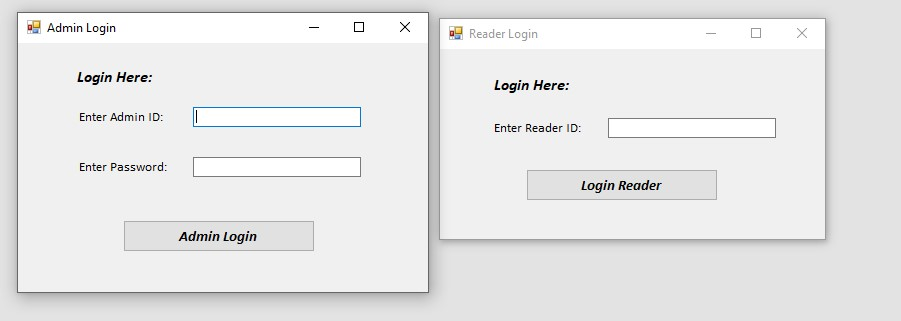 Admin Login
Login Here:
Enter Admin ID:
Enter Password:
Admin Login
Reader Login
Login Here:
Enter Reader ID:
Login Reader